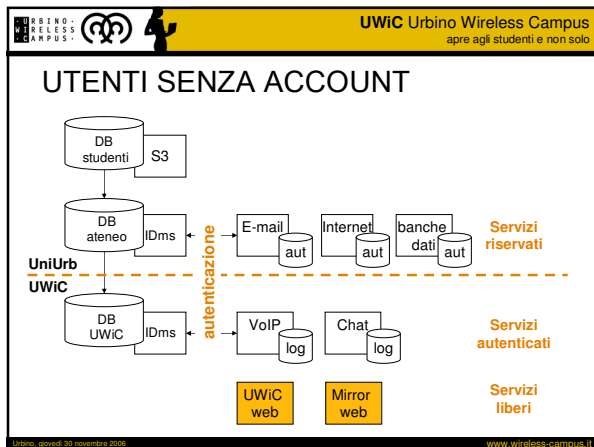 URBINO
WIRELESS
CAMPUS
UWiC Urbino Wireless Campus
apre agli studenti e non solo
UTENTI SENZA ACCOUNT
DB
studenti
S3
DB
ateneo
IDms
autenticazione
E-mail
aut
Internet
aut
banche
dati
aut
Servizi
riservati
UniUrb
UWiC
DB
UWiC
IDms
VoIP
log
Chat
log
Servizi
autenticati
UWiC
web
Mirror
web
Servizi
liberi
Urbino, giovedì 30 novembre 2006
www.wireless-campus.it